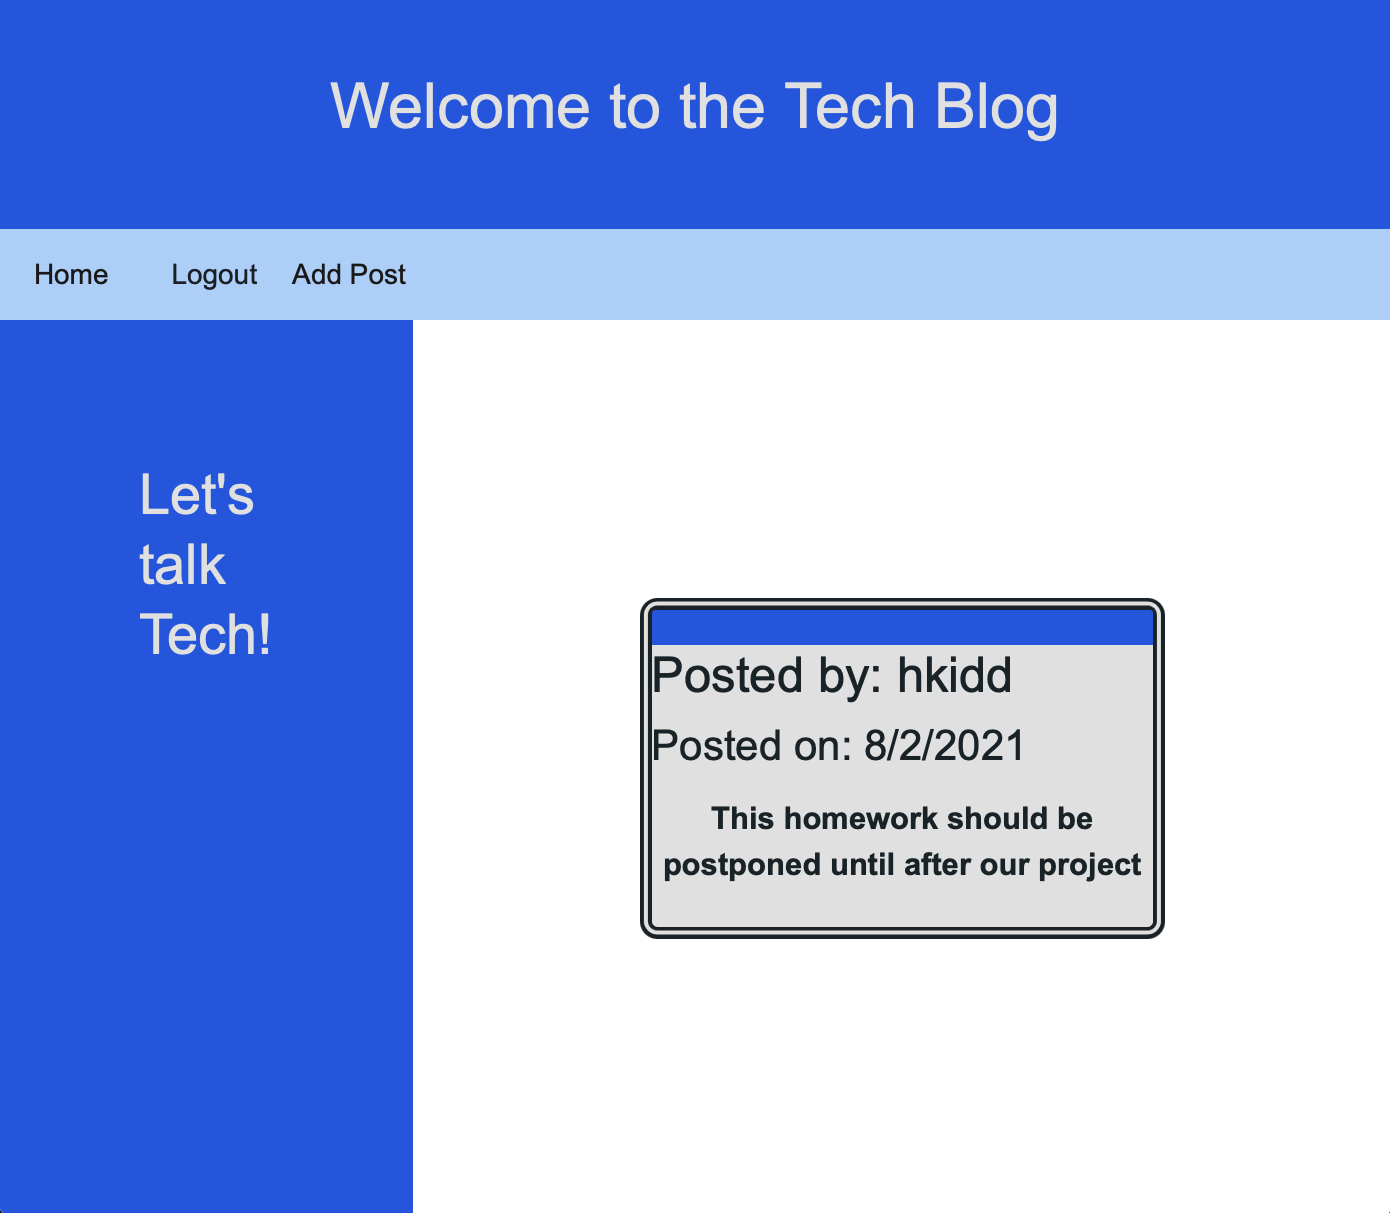 Welcome to the Tech Blog
Home Logout Add Post
Let's
talk
Tech!
Posted by: hkidd
Posted on: 8/2/2021
This homework should be
postponed until after our project